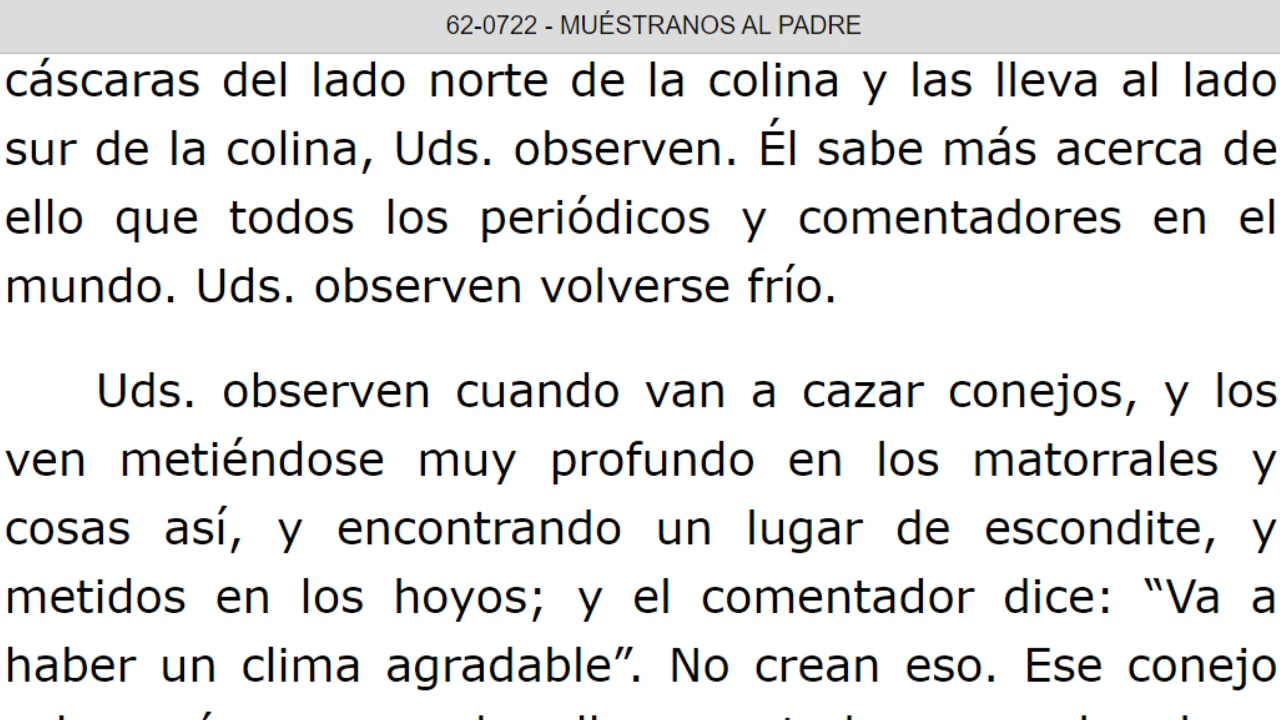 62-0722 - MUÉSTRANOS AL PADRE
cáscaras del lado norte de la colina y las lleva al lado
sur de la colina, Uds. observen. Él sabe más acerca de
ello que todos los periódicos y comentadores en el
mundo. Uds. observen volverse frío.
Uds. observen cuando van a cazar conejos, y los
ven metiéndose muy profundo en los matorrales y
cosas así, y encontrando un lugar de escondite, y
metidos en los hoyos; y el comentador dice: “Va a
haber un clima agradable”. No crean eso. Ese conejo